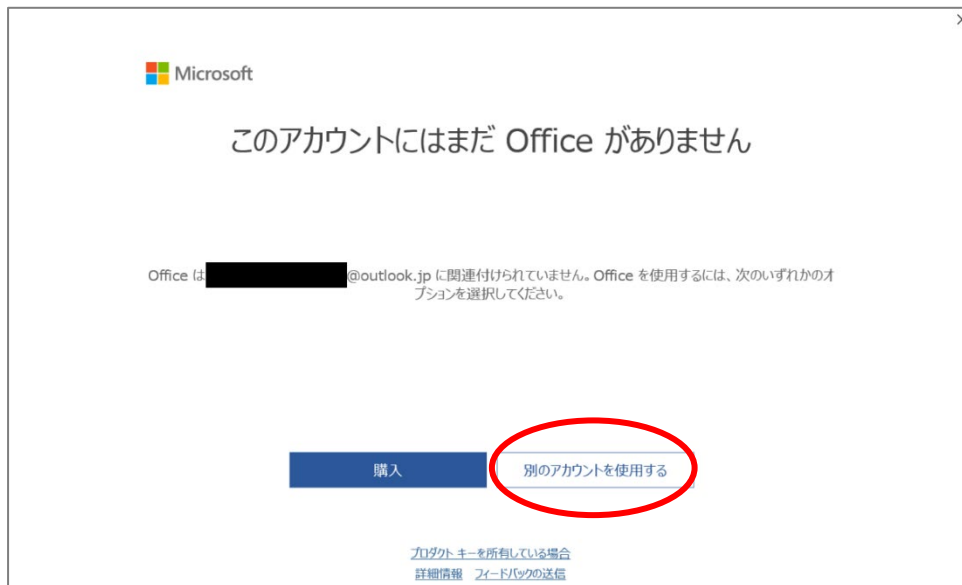 Microsoft
このアカウントにはまだ Office がありません
Office は @outlook.jp に関連付けられていません。Office を使用するには、次のいずれかのオ
プションを選択してください。
購入 別のアカウントを使用する
プロダクト キーを所有している場合
詳細情報 フィードバックの送信